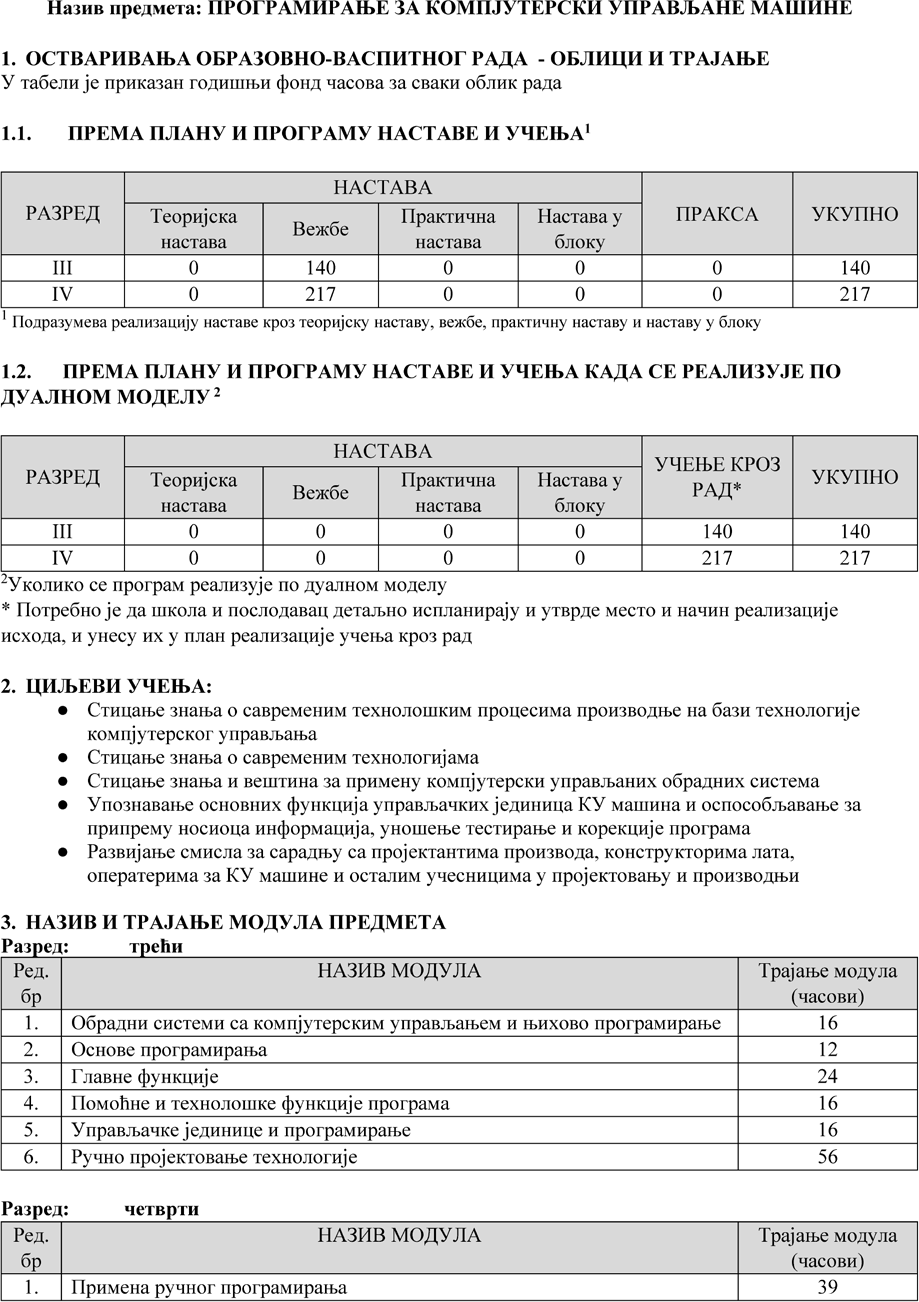 Назив предмета: ПРОГРАМИРАЊЕ ЗА КОМПЈУТЕРСКИ УПРАВЉАНЕ МАШИНЕ
1. ОСТВАРИВАЊА ОБРАЗОВНО-ВАСПИТНОГ РАДА - ОБЛИЦИ И ТРАЈАЊЕ
У табели је приказан годишњи фонд часова за сваки облик рада
1.1. ПРЕМА ПЛАНУ И ПРОГРАМУ НАСТАВЕ И УЧЕЊА¹
РАЗРЕД НАСТАВА ПРАКСА УКУПНО
Теоријска настава Вежбе Практична настава Настава у блоку
III 0 140 0 0 0 140
IV 0 217 0 0 0 217
¹ Подразумева реализацију наставе кроз теоријску наставу, вежбе, практичну наставу и наставу у блоку
1.2. ПРЕМА ПЛАНУ И ПРОГРАМУ НАСТАВЕ И УЧЕЊА КАДА СЕ РЕАЛИЗУЈЕ ПО
ДУАЛНОМ МОДЕЛУ ²
РАЗРЕД НАСТАВА УЧЕЊЕ КРОЗ РАД* УКУПНО
Теоријска настава Вежбе Практична настава Настава у блоку
III 0 0 0 0 140 140
IV 0 0 0 0 217 217
²Уколико се програм реализује по дуалном моделу
* Потребно је да школа и послодавац детаљно испланирају и утврде место и начин реализације
исхода, и унесу их у план реализације учења кроз рад
2. ЦИЉЕВИ УЧЕЊА:
● Стицање знања о савременим технолошким процесима производње на бази технологије
компјутерског управљања
● Стицање знања о савременим технологијама
● Стицање знања и вештина за примену компјутерски управљаних обрадних система
● Упознавање основних функција управљачких јединица КУ машина и оспособљавање за
припрему носиоца информација, уношење тестирање и корекције програма
● Развијање смисла за сарадњу са пројектантима производа, конструкторима лата,
оператерима за КУ машине и осталим учесницима у пројектовању и производњи
3. НАЗИВ И ТРАЈАЊЕ МОДУЛА ПРЕДМЕТА
Разред: трећи
Ред. бр НАЗИВ МОДУЛА Трајање модула (часови)
1. Обрадни системи са компјутерским управљањем и њихово програмирање 16
2. Основе програмирања 12
3. Главне функције 24
4. Помоћне и технолошке функције програма 16
5. Управљачке јединице и програмирање 16
6. Ручно пројектовање технологије 56
Разред: четврти
Ред. бр НАЗИВ МОДУЛА Трајање модула (часови)
1. Примена ручног програмирања 39